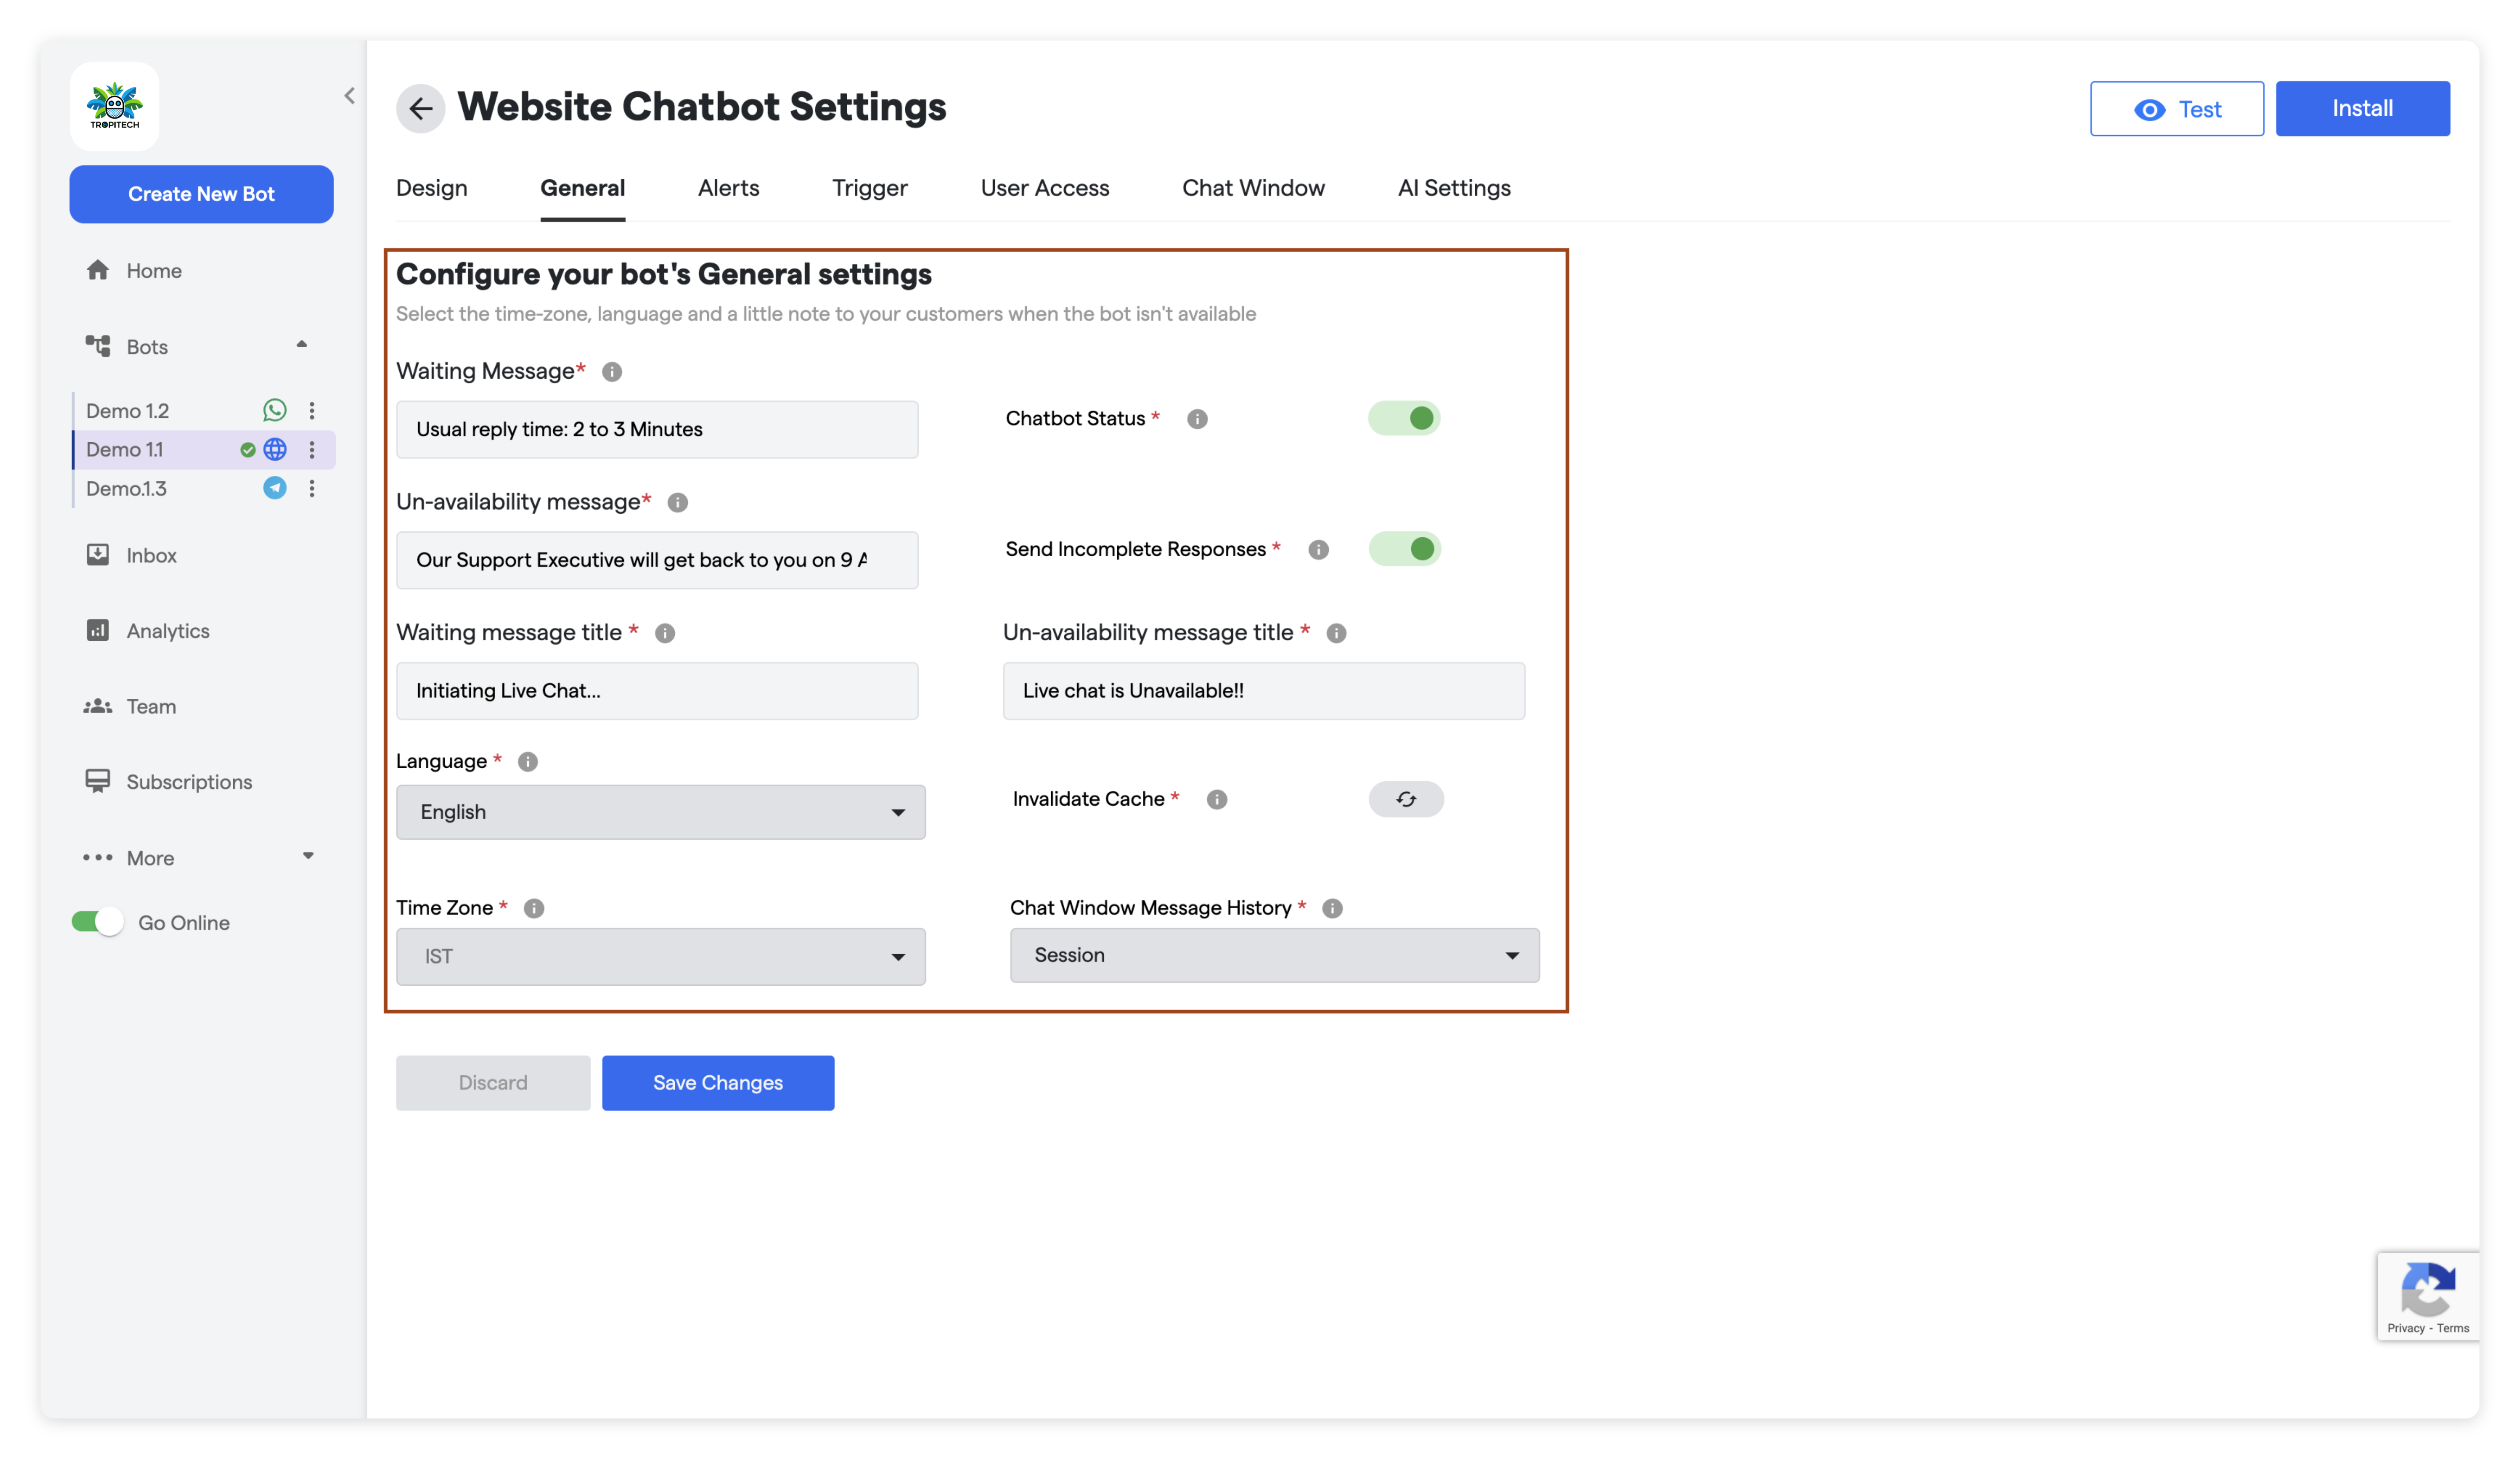 TROPITECH
Create New Bot
Home
Bots
Demo 1.2
Demo 1.1
Demo.1.3
Inbox
Analytics
Team
Subscriptions
More
Go Online
Website Chatbot Settings
Test
Install
Design General Alerts Trigger User Access Chat Window AI Settings
Configure your bot's General settings
Select the time-zone, language and a little note to your customers when the bot isn't available
Waiting Message*
Usual reply time: 2 to 3 Minutes
Chatbot Status *
Un-availability message*
Our Support Executive will get back to you on 9 A
Send Incomplete Responses *
Waiting message title *
Initiating Live Chat...
Un-availability message title *
Live chat is Unavailable!!
Language *
English
Invalidate Cache *
Time Zone *
IST
Chat Window Message History *
Session
Discard
Save Changes
Privacy - Terms